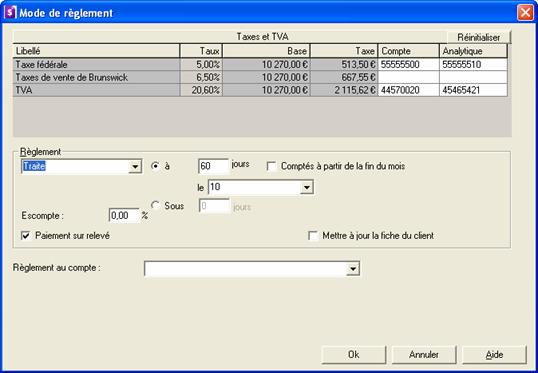 Mode de règlement
Taxes et TVA Réinitialiser
Libellé Taux Base Taxe Compte Analytique
Taxe fédérale 5,00% 10 270,00 € 513,50 € 55555500 55555510
Taxes de vente de Brunswick 6,50% 10 270,00 € 667,55 €
TVA 20,60% 10 270,00 € 2 115,62 € 44570020 45465421
Règlement
Traite à 60 jours Comptés à partir de la fin du mois
le 10
Sous 0 jours
Escompte : 0,00 %
Paiement sur relevé Mettre à jour la fiche du client
Règlement au compte :
Ok Annuler Aide